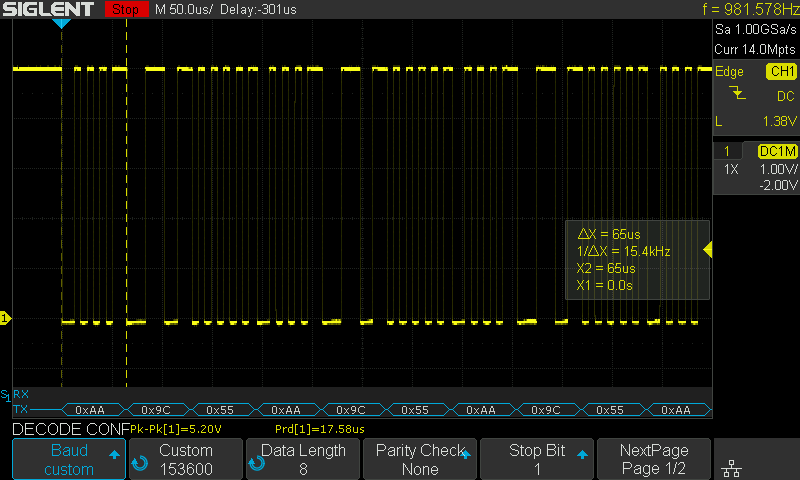 SIGLENT Stop M 50.0us/ Delay:-301us f = 981.578Hz
Sa 1.00GSa/s
Curr 14.0Mpts
Edge CH1
DC
L 1.38V
1 DC1M
1X 1.00V/
-2.00V
ΔX = 65us
1/ΔX = 15.4kHz
X2 = 65us
X1 = 0.0s
1
S1 RX
TX 0xAA 0x9C 0x55 0xAA 0x9C 0x55 0xAA 0x9C 0x55 0xAA
DECODE CONF Pk-Pk[1]=5.20V Prd[1]=17.58us
Baud Custom Data Length Parity Check Stop Bit NextPage
custom 153600 8 None 1 Page 1/2